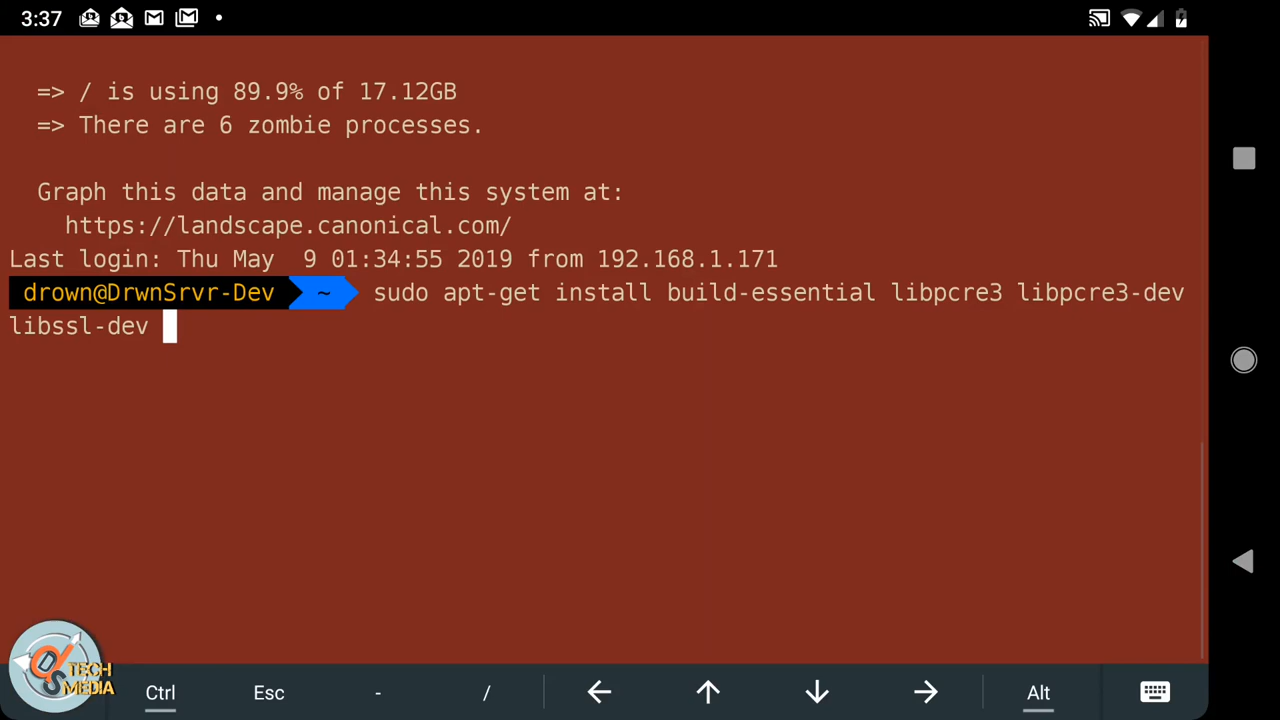 3:37
=> / is using 89.9% of 17.12GB
=> There are 6 zombie processes.
Graph this data and manage this system at:
https://landscape.canonical.com/
Last login: Thu May  9 01:34:55 2019 from 192.168.1.171
drown@DrwnSrvr-Dev ~ sudo apt-get install build-essential libpcre3 libpcre3-dev
libssl-dev
DS TECH
MEDIA
Ctrl Esc - / ← ↑ ↓ → Alt